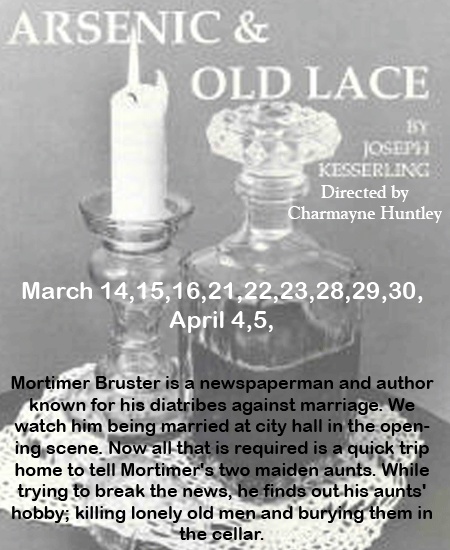 ARSENIC &
OLD LACE
BY
JOSEPH
KESSERLING
Directed by
Charmayne Huntley
March 14,15,16,21,22,23,28,29,30,
April 4,5,
Mortimer Bruster is a newspaperman and author
known for his diatribes against marriage. We
watch him being married at city hall in the open-
ing scene. Now all that is required is a quick trip
home to tell Mortimer's two maiden aunts. While
trying to break the news, he finds out his aunts'
hobby; killing lonely old men and burying them in
the cellar.